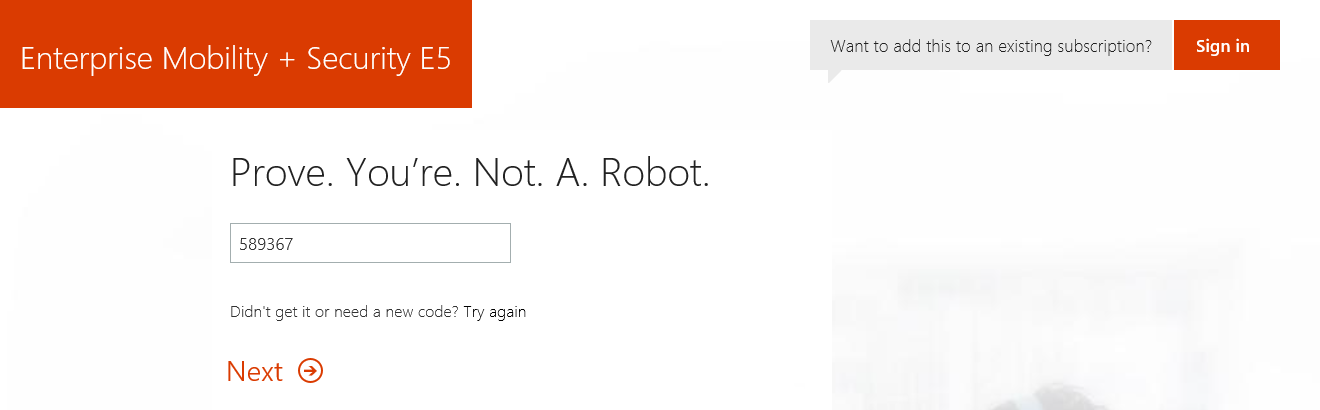 Enterprise Mobility + Security E5
Want to add this to an existing subscription?
Sign in
Prove. You’re. Not. A. Robot.
589367
Didn't get it or need a new code? Try again
Next